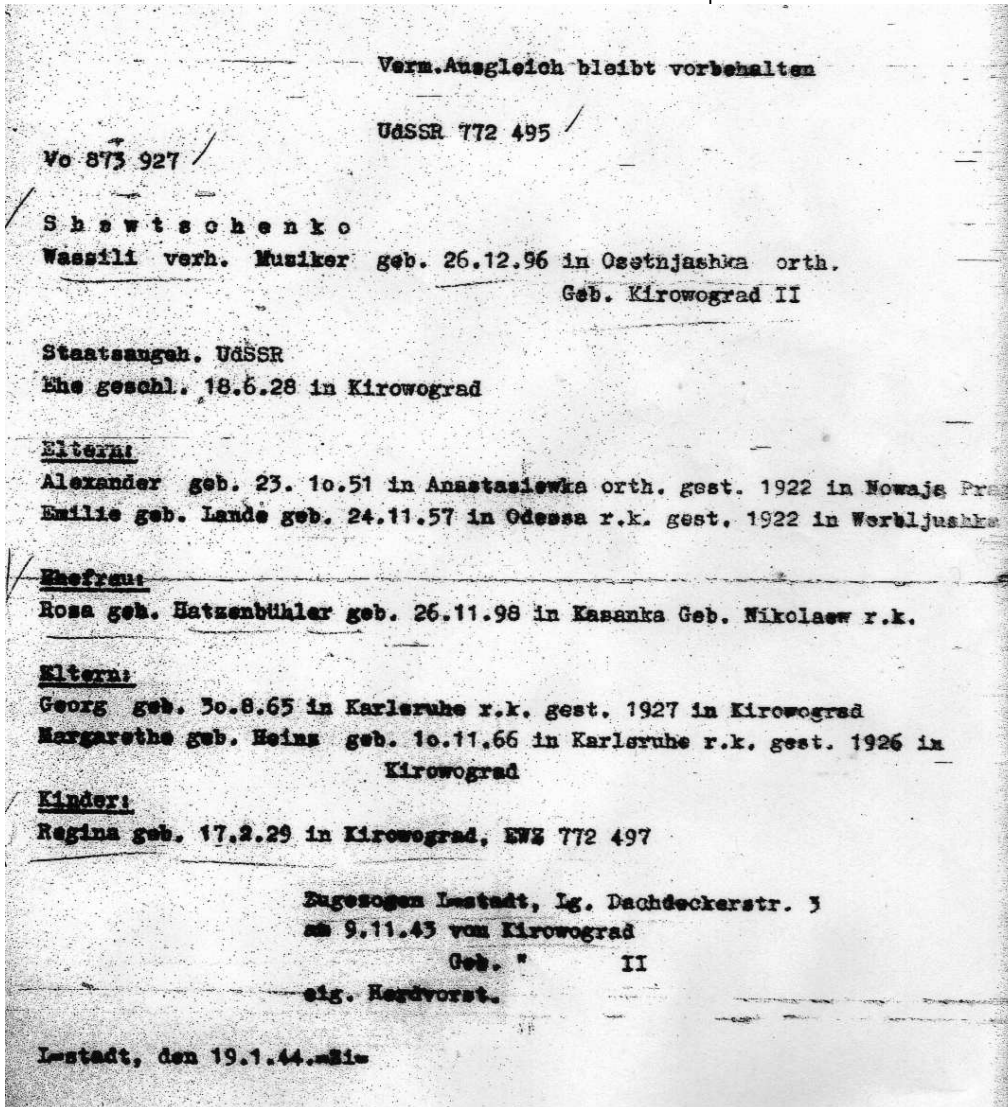 Verm.Ausgleich bleibt vorbehalten
UdSSR 772 495 /
Vo 873 927 /
S h e w t s c h e n k o
Wassili verh. Musiker geb. 26.12.96 in Osetnjashka orth.
Geb. Kirowograd II
Staatsangeh. UdSSR
Ehe geschl. 18.6.28 in Kirowograd
Eltern:
Alexander geb. 23. 1o.51 in Anastasiewka orth. gest. 1922 in Nowaja Pra
Emilie geb. Lande geb. 24.11.57 in Odessa r.k. gest. 1922 in Werbljushka
Ehefrau:
Rosa geb. Hatzenbühler geb. 26.11.98 in Kasanka Geb. Nikolaew r.k.
Eltern:
Georg geb. 3o.8.65 in Karlsruhe r.k. gest. 1927 in Kirowograd
Margarethe geb. Heinz geb. 1o.11.66 in Karlsruhe r.k. gest. 1926 in
Kirowograd
Kinder:
Regina geb. 17.2.29 in Kirowograd, EWZ 772 497
Zugezogen L=stadt, Lg. Dachdeckerstr. 3
am 9.11.43 von Kirowograd
Geb. " II
eig. Herdvorst.
L=stadt, den 19.1.44.=Zi=